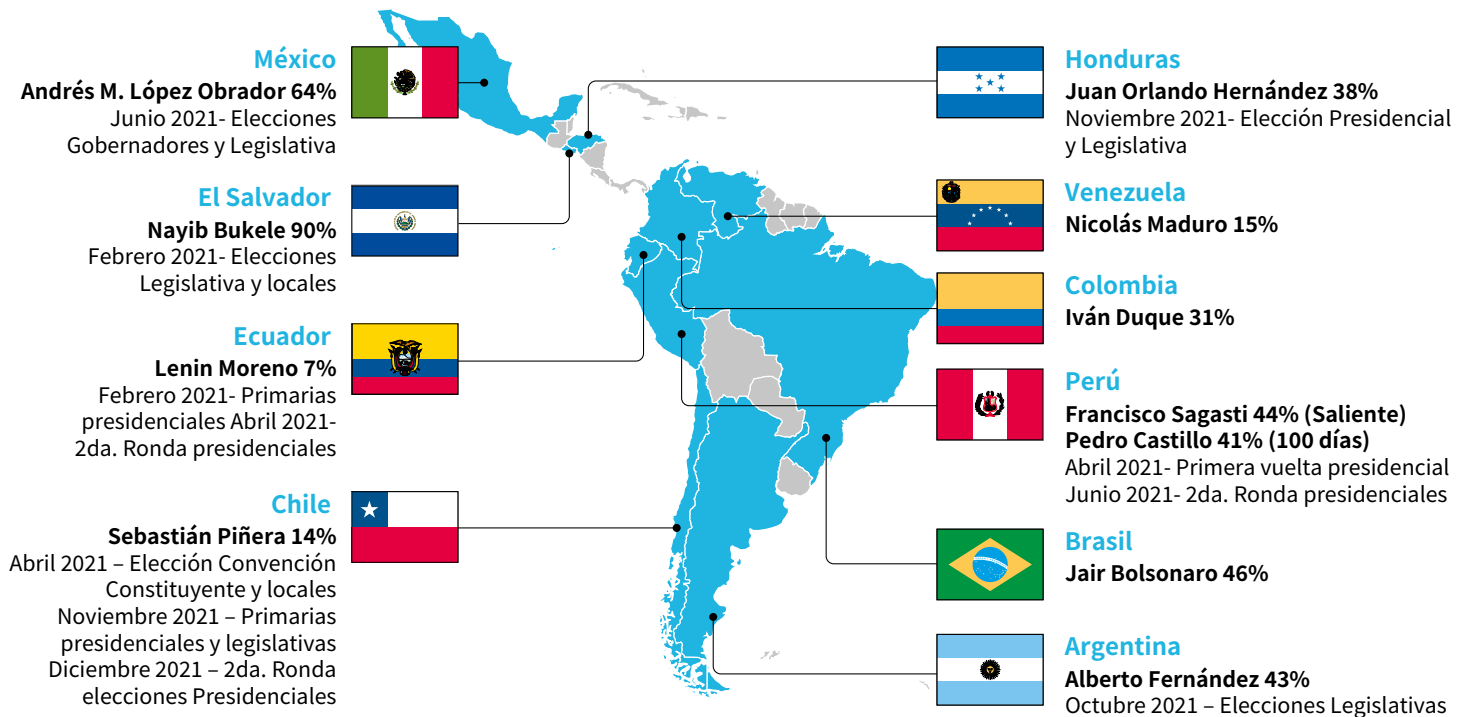 México
Andrés M. López Obrador 64%
Junio 2021- Elecciones
Gobernadores y Legislativa
El Salvador
Nayib Bukele 90%
Febrero 2021- Elecciones
Legislativa y locales
Ecuador
Lenin Moreno 7%
Febrero 2021- Primarias
presidenciales Abril 2021-
2da. Ronda presidenciales
Chile
Sebastián Piñera 14%
Abril 2021 – Elección Convención
Constituyente y locales
Noviembre 2021 – Primarias
presidenciales y legislativas
Diciembre 2021 – 2da. Ronda
elecciones Presidenciales
Honduras
Juan Orlando Hernández 38%
Noviembre 2021- Elección Presidencial
y Legislativa
Venezuela
Nicolás Maduro 15%
Colombia
Iván Duque 31%
Perú
Francisco Sagasti 44% (Saliente)
Pedro Castillo 41% (100 días)
Abril 2021- Primera vuelta presidencial
Junio 2021- 2da. Ronda presidenciales
Brasil
Jair Bolsonaro 46%
Argentina
Alberto Fernández 43%
Octubre 2021 – Elecciones Legislativas